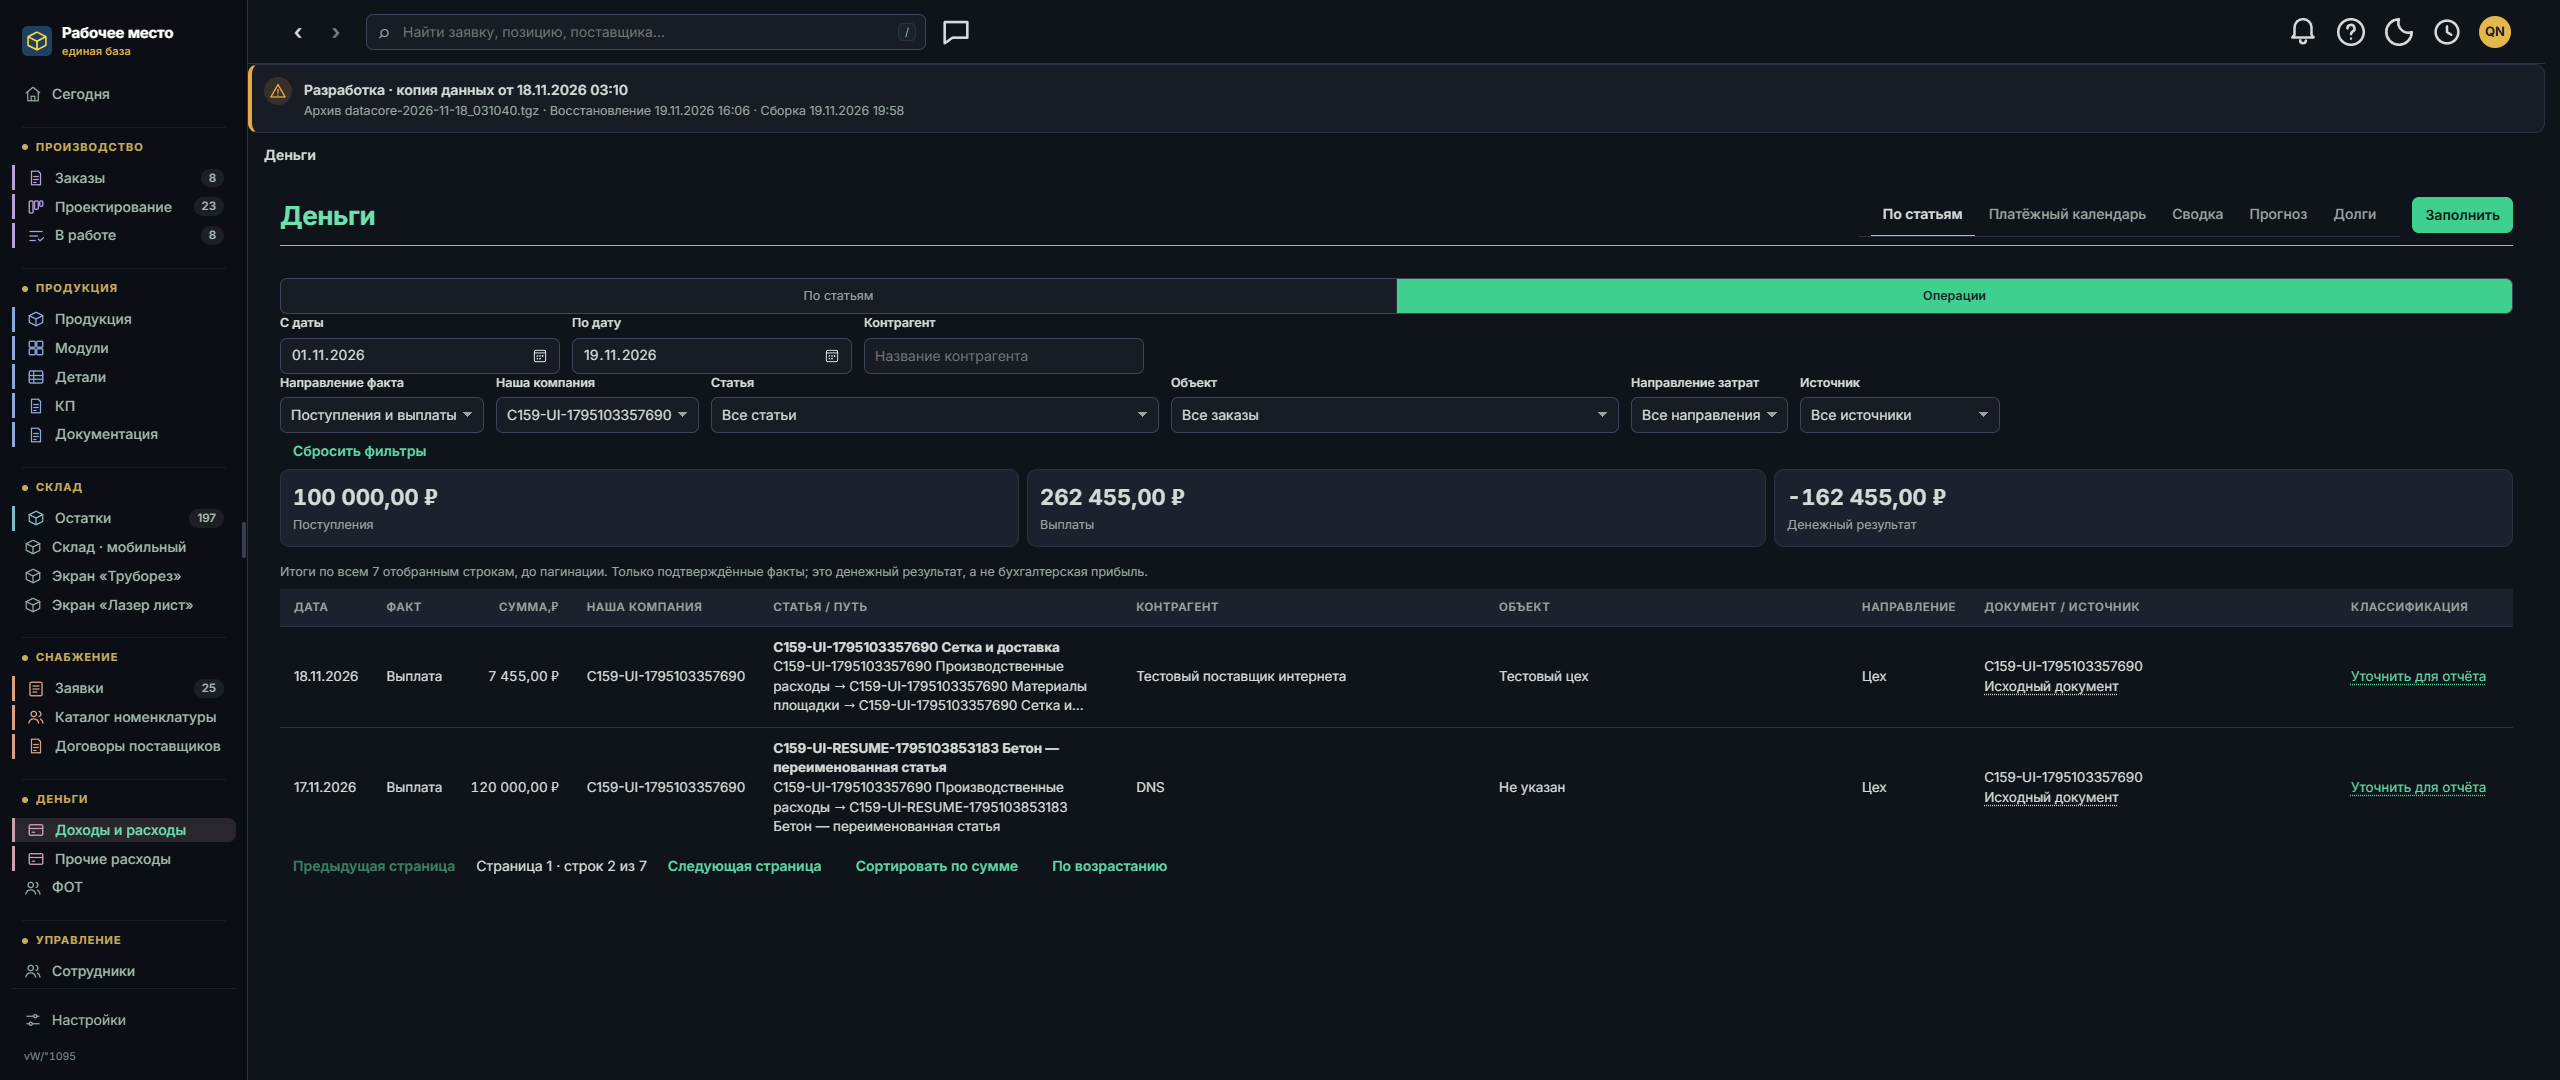 Рабочее место
единая база
Сегодня
ПРОИЗВОДСТВО
Заказы 8
Проектирование 23
В работе 8
ПРОДУКЦИЯ
Продукция
Модули
Детали
КП
Документация
СКЛАД
Остатки 197
Склад · мобильный
Экран «Труборез»
Экран «Лазер лист»
СНАБЖЕНИЕ
Заявки 25
Каталог номенклатуры
Договоры поставщиков
ДЕНЬГИ
Доходы и расходы
Прочие расходы
ФОТ
УПРАВЛЕНИЕ
Сотрудники
Настройки
vW/"1095
Найти заявку, позицию, поставщика... /
QN
Разработка · копия данных от 18.11.2026 03:10
Архив datacore-2026-11-18_031040.tgz · Восстановление 19.11.2026 16:06 · Сборка 19.11.2026 19:58
Деньги
Деньги
По статьям Платёжный календарь Сводка Прогноз Долги Заполнить
По статьям Операции
С даты По дату Контрагент
01.11.2026 19.11.2026 Название контрагента
Направление факта Наша компания Статья Объект Направление затрат Источник
Поступления и выплаты C159-UI-1795103357690 Все статьи Все заказы Все направления Все источники
Сбросить фильтры
100 000,00 ₽ 262 455,00 ₽ -162 455,00 ₽
Поступления Выплаты Денежный результат
Итоги по всем 7 отобранным строкам, до пагинации. Только подтверждённые факты; это денежный результат, а не бухгалтерская прибыль.
ДАТА ФАКТ СУММА,₽ НАША КОМПАНИЯ СТАТЬЯ / ПУТЬ КОНТРАГЕНТ ОБЪЕКТ НАПРАВЛЕНИЕ ДОКУМЕНТ / ИСТОЧНИК КЛАССИФИКАЦИЯ
C159-UI-1795103357690 Сетка и доставка
C159-UI-1795103357690 Производственные
расходы → C159-UI-1795103357690 Материалы
площадки → C159-UI-1795103357690 Сетка и...
18.11.2026 Выплата 7 455,00 ₽ C159-UI-1795103357690 Тестовый поставщик интернета Тестовый цех Цех
C159-UI-1795103357690
Исходный документ
Уточнить для отчёта
C159-UI-RESUME-1795103853183 Бетон —
переименованная статья
C159-UI-1795103357690 Производственные
расходы → C159-UI-RESUME-1795103853183
Бетон — переименованная статья
17.11.2026 Выплата 120 000,00 ₽ C159-UI-1795103357690 DNS Не указан Цех
C159-UI-1795103357690
Исходный документ
Уточнить для отчёта
Предыдущая страница Страница 1 · строк 2 из 7 Следующая страница Сортировать по сумме По возрастанию